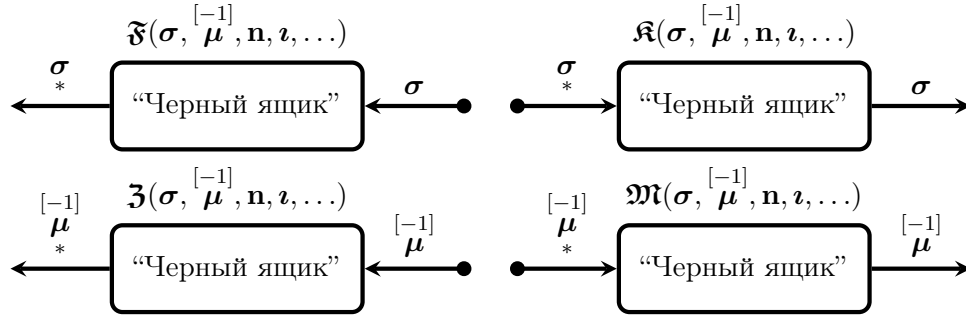 𝕱(σ, μ^{[-1]}, n, ı, …) 𝕶(σ, μ^{[-1]}, n, ı, …)
σ σ
* “Черный ящик” σ * “Черный ящик” σ
𝖅(σ, μ^{[-1]}, n, ı, …) 𝕸(σ, μ^{[-1]}, n, ı, …)
[-1] [-1] [-1] [-1]
μ μ μ μ
* “Черный ящик” * “Черный ящик”